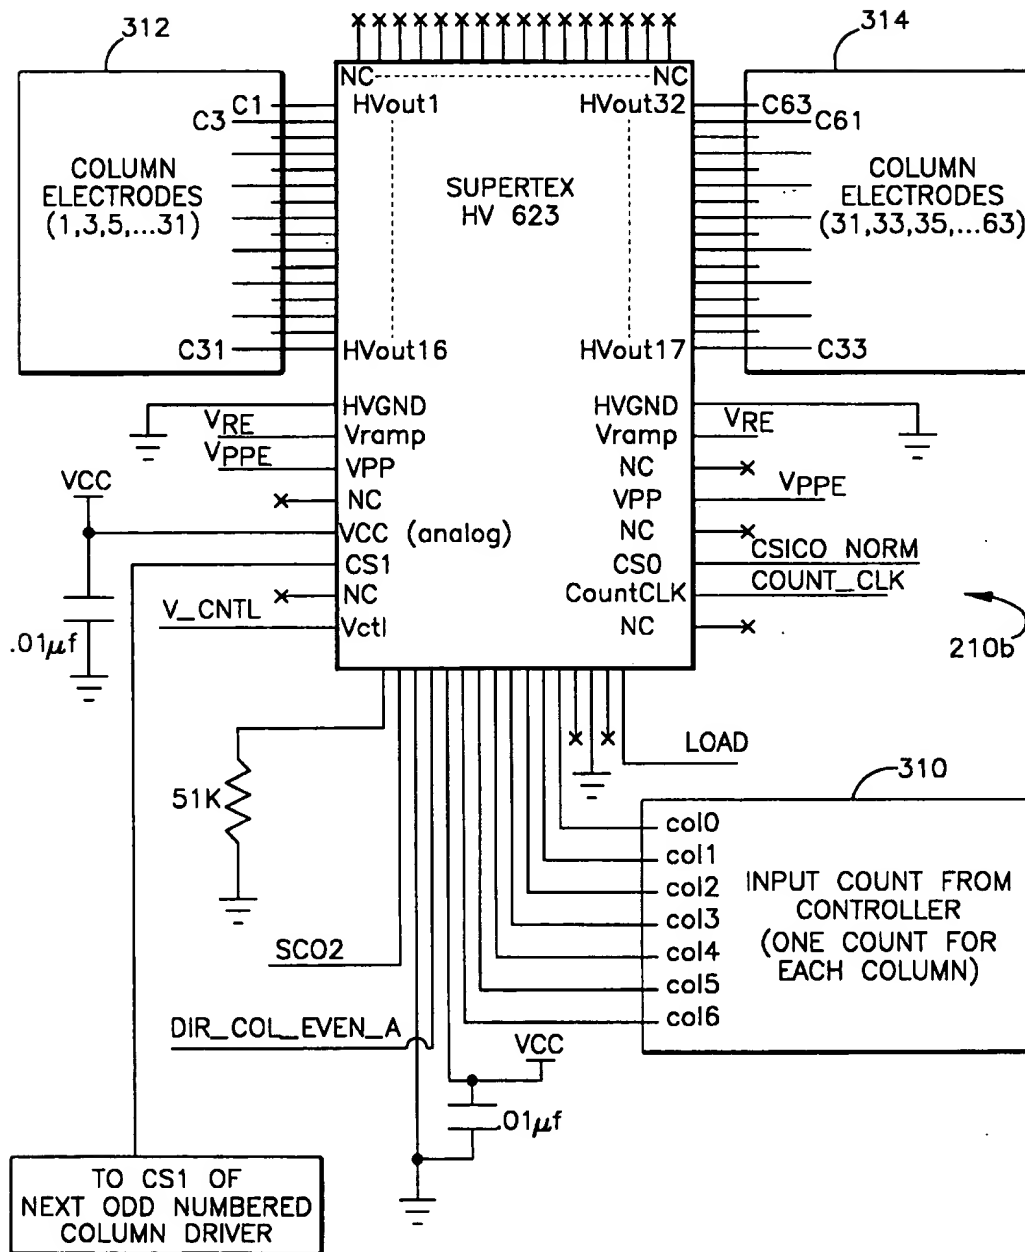 312
314
NC
NC
C1
HVout1
HVout32
C63
C3
C61
COLUMN
ELECTRODES
(1,3,5,...31)
SUPERTEX
HV 623
COLUMN
ELECTRODES
(31,33,35,...63)
C31
HVout16
HVout17
C33
HVGND
HVGND
VRE
Vramp
Vramp
VRE
VPPE
VPP
NC
VCC
NC
VPP
VPPE
VCC (analog)
NC
CS1
CS0
CSICO NORM
NC
CountCLK
COUNT_CLK
V_CNTL
Vctl
NC
.01μf
210b
LOAD
310
51K
col0
col1
col2
col3
col4
col5
col6
INPUT COUNT FROM
CONTROLLER
(ONE COUNT FOR
EACH COLUMN)
SCO2
DIR_COL_EVEN_A
VCC
.01μf
TO CS1 OF
NEXT ODD NUMBERED
COLUMN DRIVER